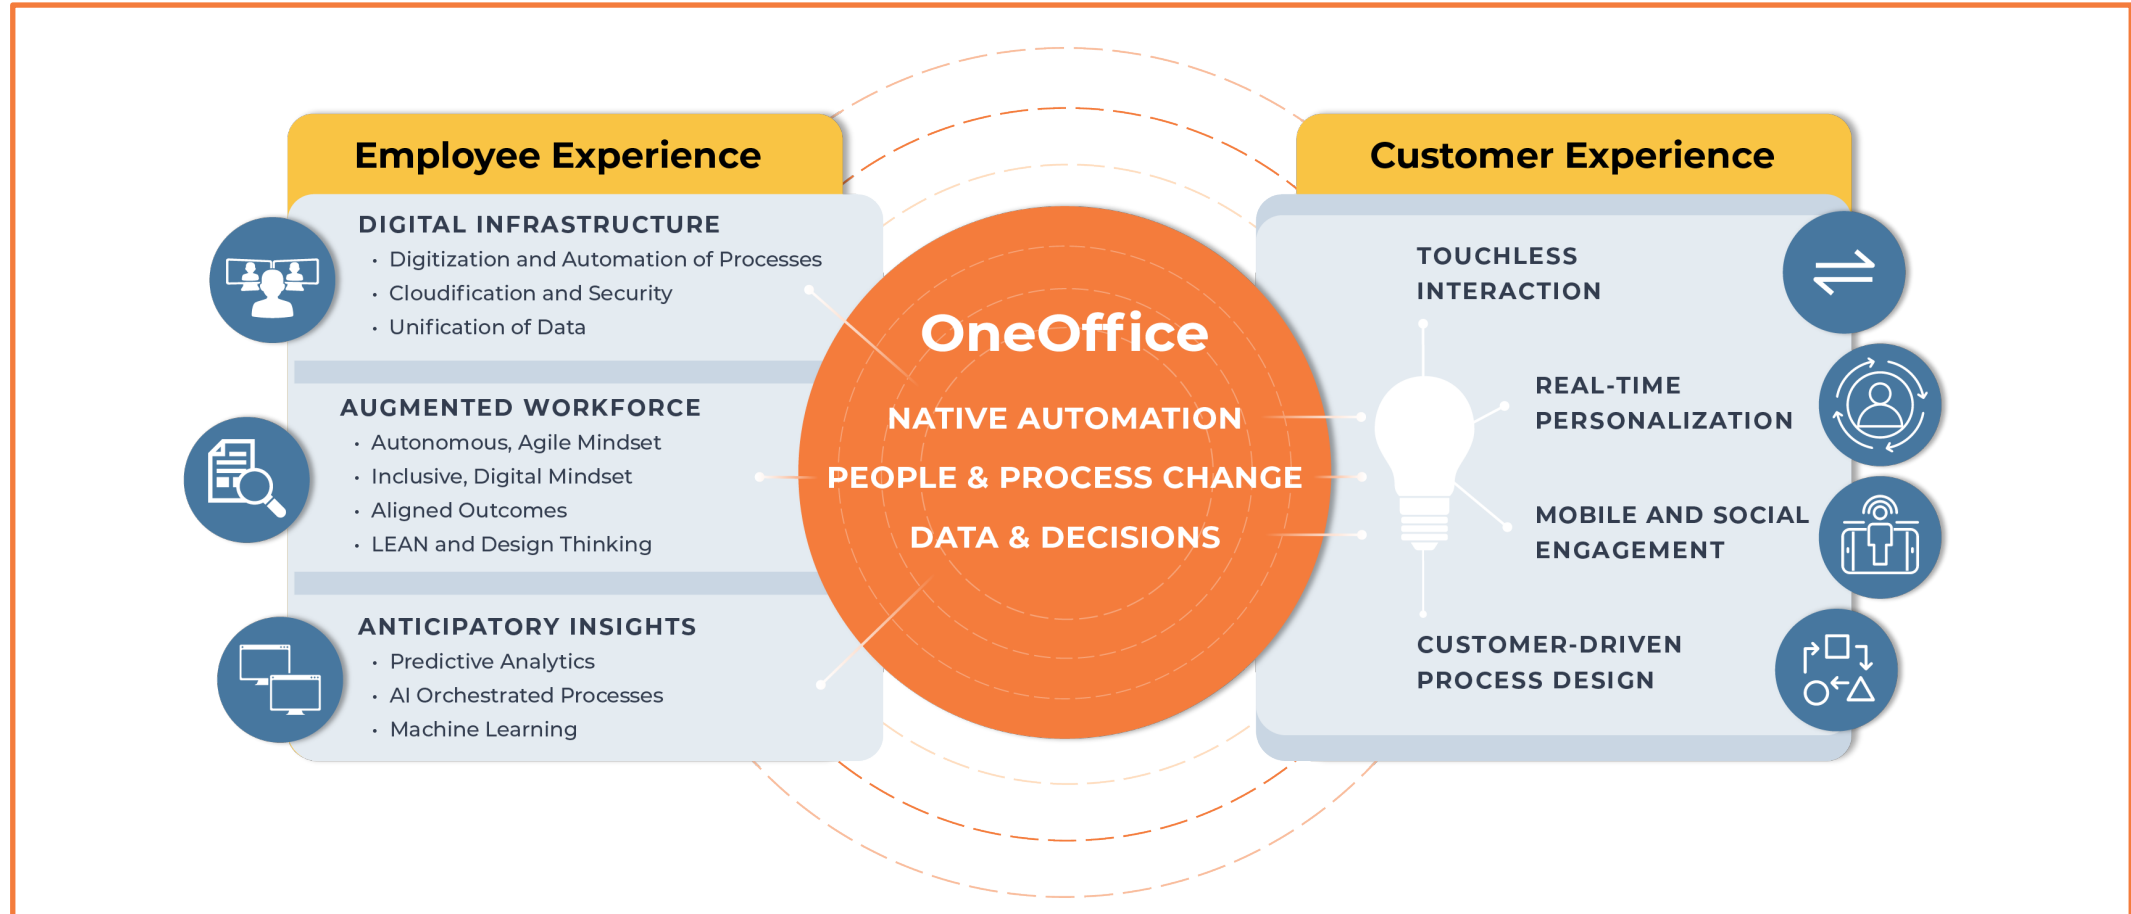 Employee Experience
DIGITAL INFRASTRUCTURE
• Digitization and Automation of Processes
• Cloudification and Security
• Unification of Data
AUGMENTED WORKFORCE
• Autonomous, Agile Mindset
• Inclusive, Digital Mindset
• Aligned Outcomes
• LEAN and Design Thinking
ANTICIPATORY INSIGHTS
• Predictive Analytics
• AI Orchestrated Processes
• Machine Learning
OneOffice
NATIVE AUTOMATION
PEOPLE & PROCESS CHANGE
DATA & DECISIONS
Customer Experience
TOUCHLESS
INTERACTION
REAL-TIME
PERSONALIZATION
MOBILE AND SOCIAL
ENGAGEMENT
CUSTOMER-DRIVEN
PROCESS DESIGN